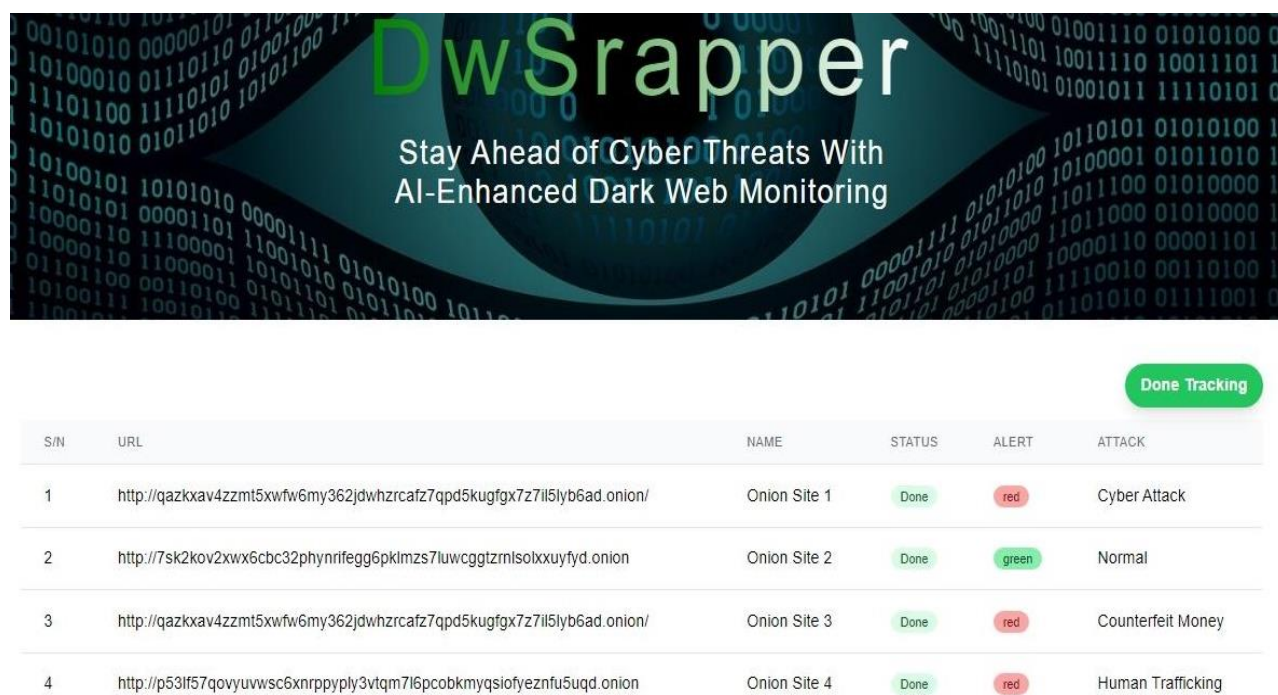 DwSrapper
Stay Ahead of Cyber Threats With
AI-Enhanced Dark Web Monitoring
Done Tracking
S/N URL NAME STATUS ALERT ATTACK
1 http://qazkxav4zzmt5xwfw6my362jdwhzrcafz7qpd5kugfgx7z7il5lyb6ad.onion/ Onion Site 1 Done red Cyber Attack
2 http://7sk2kov2xwx6cbc32phynrifegg6pklmzs7luwcggtzrnlsolxxuyfyd.onion Onion Site 2 Done green Normal
3 http://qazkxav4zzmt5xwfw6my362jdwhzrcafz7qpd5kugfgx7z7il5lyb6ad.onion/ Onion Site 3 Done red Counterfeit Money
4 http://p53lf57qovyuvwsc6xnrppyply3vtqm7l6pcobkmyqsiofyeznfu5uqd.onion Onion Site 4 Done red Human Trafficking